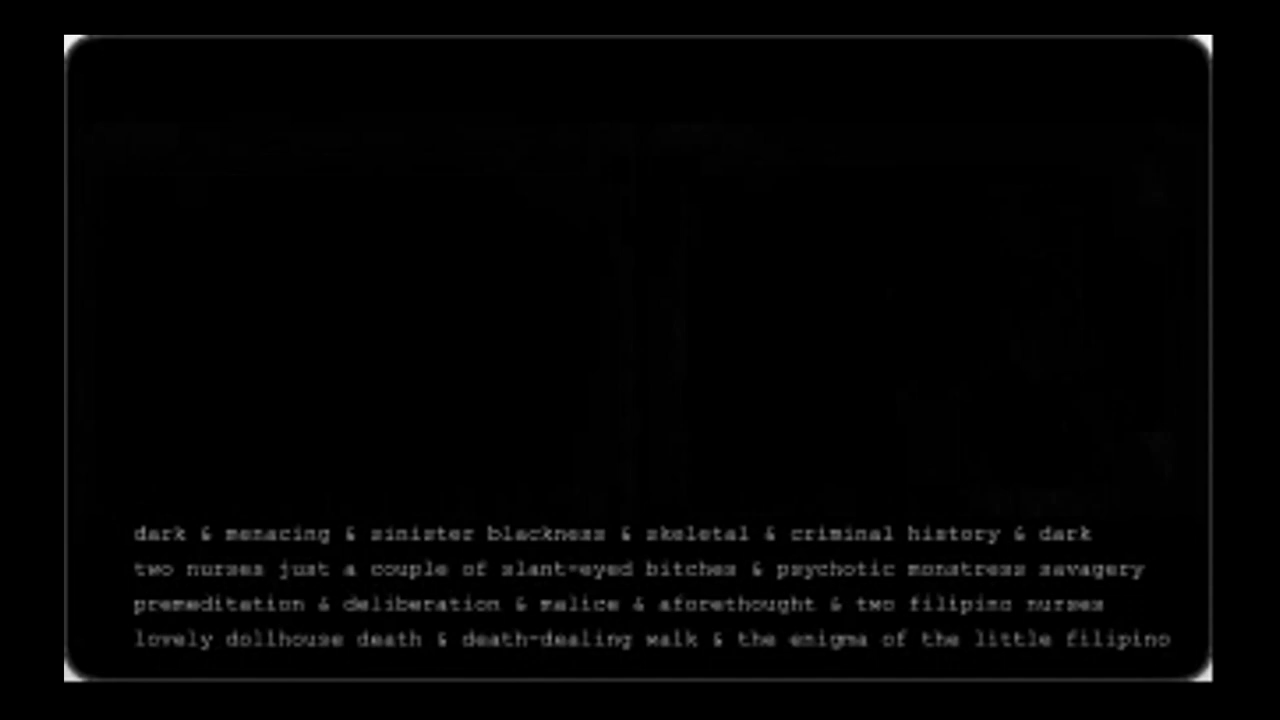 dark & menacing & sinister blackness & skeletal & criminal history & dark
two nurses just a couple of slant-eyed bitches & psychotic monstress savagery
premeditation & deliberation & malice & aforethought & two filipino nurses
lovely dollhouse death & death-dealing walk & the enigma of the little filipino